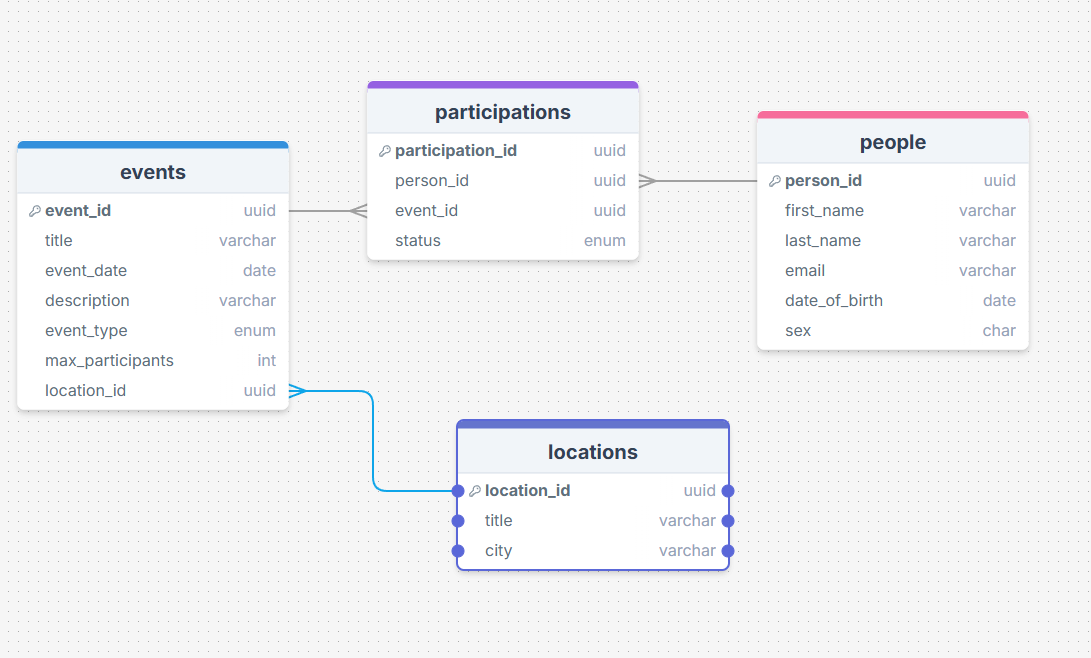 events
event_id uuid
title varchar
event_date date
description varchar
event_type enum
max_participants int
location_id uuid
participations
participation_id uuid
person_id uuid
event_id uuid
status enum
people
person_id uuid
first_name varchar
last_name varchar
email varchar
date_of_birth date
sex char
locations
location_id uuid
title varchar
city varchar